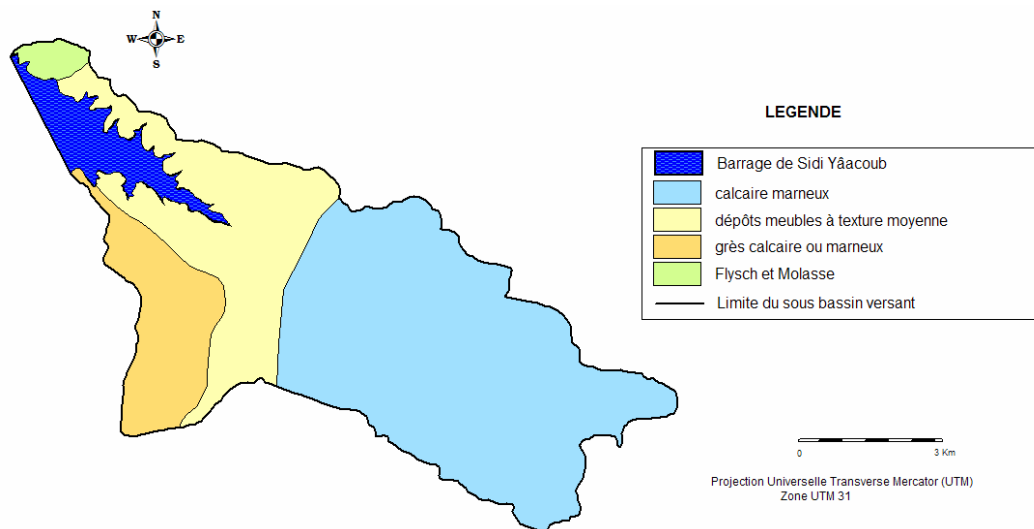 N
W E
S
LEGENDE
Barrage de Sidi Yâacoub
calcaire marneux
dépôts meubles à texture moyenne
grès calcaire ou marneux
Flysch et Molasse
Limite du sous bassin versant
0 3 Km
Projection Universelle Transverse Mercator (UTM)
Zone UTM 31